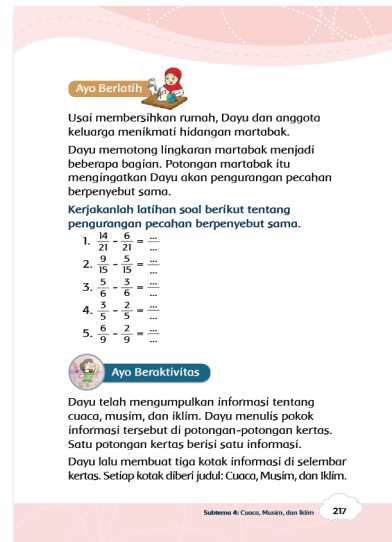 Ayo Berlatih
Usai membersihkan rumah, Dayu dan anggota
keluarga menikmati hidangan martabak.
Dayu memotong lingkaran martabak menjadi
beberapa bagian. Potongan martabak itu
mengingatkan Dayu akan pengurangan pecahan
berpenyebut sama.
Kerjakanlah latihan soal berikut tentang
pengurangan pecahan berpenyebut sama.
1. 14/21 - 6/21 = .../...
2. 9/15 - 5/15 = .../...
3. 5/6 - 3/6 = .../...
4. 3/5 - 2/5 = .../...
5. 6/9 - 2/9 = .../...
Ayo Beraktivitas
Dayu telah mengumpulkan informasi tentang
cuaca, musim, dan iklim. Dayu menulis pokok
informasi tersebut di potongan-potongan kertas.
Satu potongan kertas berisi satu informasi.
Dayu lalu membuat tiga kotak informasi di selembar
kertas. Setiap kotak diberi judul: Cuaca, Musim, dan Iklim.
Subtema 4: Cuaca, Musim, dan Iklim 217